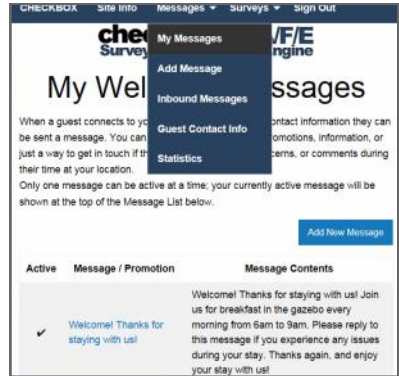 CHECKBOX Site Info Messages Surveys Sign Out
chec /F/E
Survey ngine
My Messages
Add Message
Inbound Messages
Guest Contact Info
Statistics
My Wel ssages
When a guest connects to yo ontact information they can
be sent a message. You can omotions, information, or
just a way to get in touch if th cerns, or comments during
their time at your location.
Only one message can be active at a time; your currently active message will be
shown at the top of the Message List below.
Add New Message
Active Message / Promotion Message Contents
✔ Welcome! Thanks for
staying with us!
Welcome! Thanks for staying with us! Join
us for breakfast in the gazebo every
morning from 6am to 9am. Please reply to
this message if you experience any issues
during your stay. Thanks again, and enjoy
your stay with us!